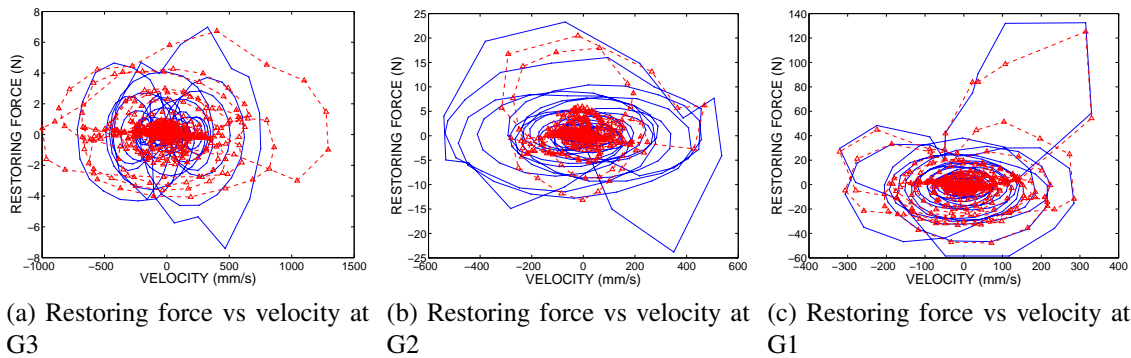 8
6
4
2
0
−2
−4
−6
−8
−1000 −500 0 500 1000 1500
RESTORING FORCE (N)
VELOCITY (mm/s)
25
20
15
10
5
0
−5
−10
−15
−20
−25
−600 −400 −200 0 200 400 600
RESTORING FORCE (N)
VELOCITY (mm/s)
140
120
100
80
60
40
20
0
−20
−40
−60
−400 −300 −200 −100 0 100 200 300 400
RESTORING FORCE (N)
VELOCITY (mm/s)
(a) Restoring force vs velocity at
G3
(b) Restoring force vs velocity at
G2
(c) Restoring force vs velocity at
G1